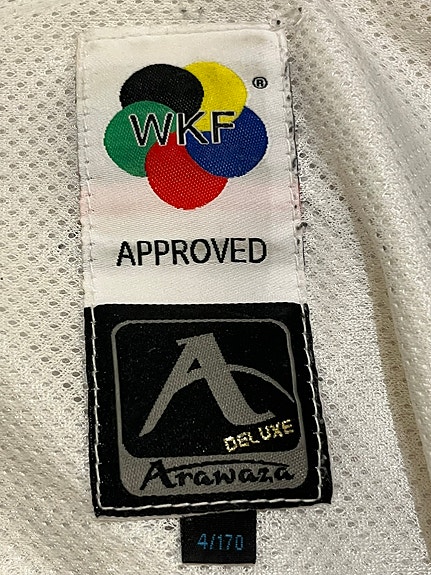 WKF ®
APPROVED
A
DELUXE
Arawaza
4/170